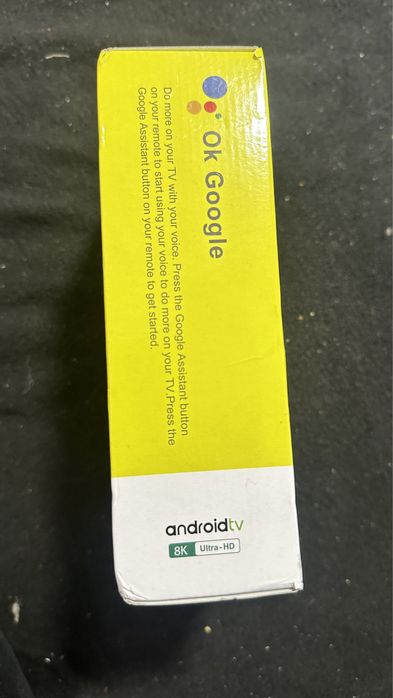 Ok Google
Do more on your TV with your voice. Press the Google Assistant button
on your remote to start using your voice to do more on your TV.Press the
Google Assistant button on your remote to get started.
androidtv
8K Ultra-HD